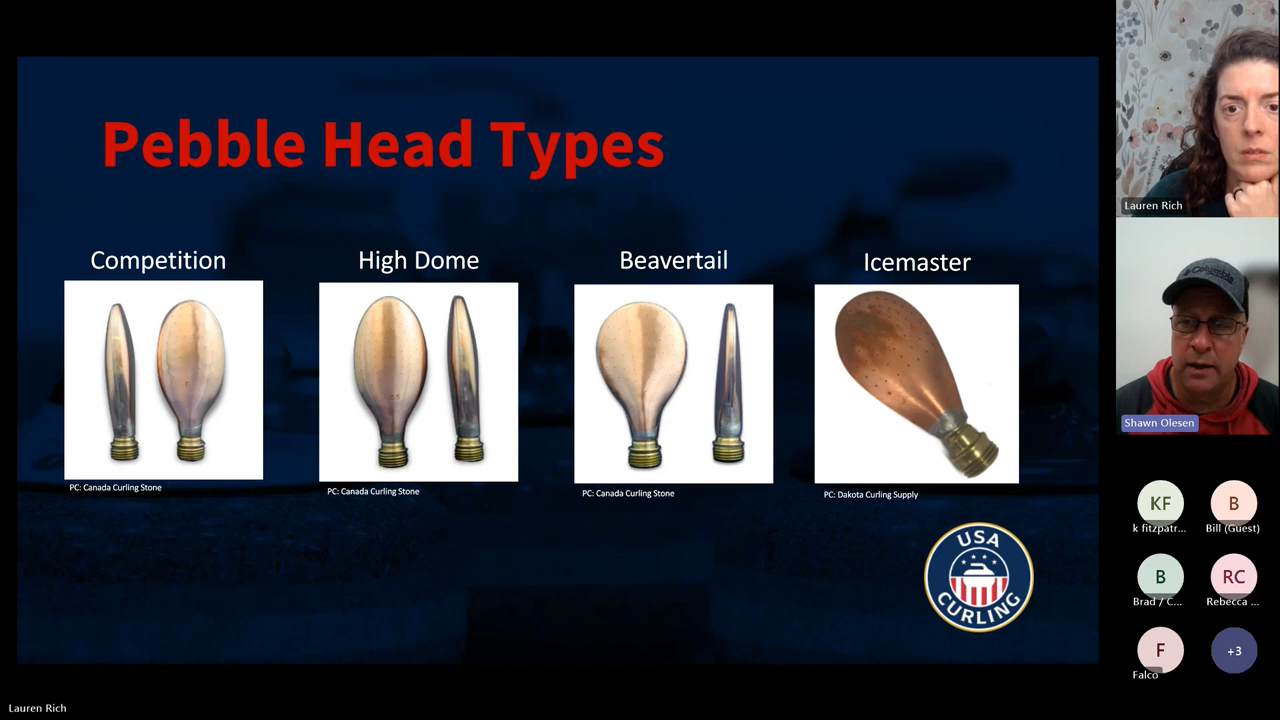 Pebble Head Types
Competition
High Dome
Beavertail
Icemaster
PC: Canada Curling Stone
PC: Canada Curling Stone
PC: Canada Curling Stone
PC: Dakota Curling Supply
USA
CURLING
Lauren Rich
Columbia
Shawn Olesen
KF
k fitzpatr...
B
Bill (Guest)
B
Brad / C...
RC
Rebecca ...
F
Falco
+3
Lauren Rich